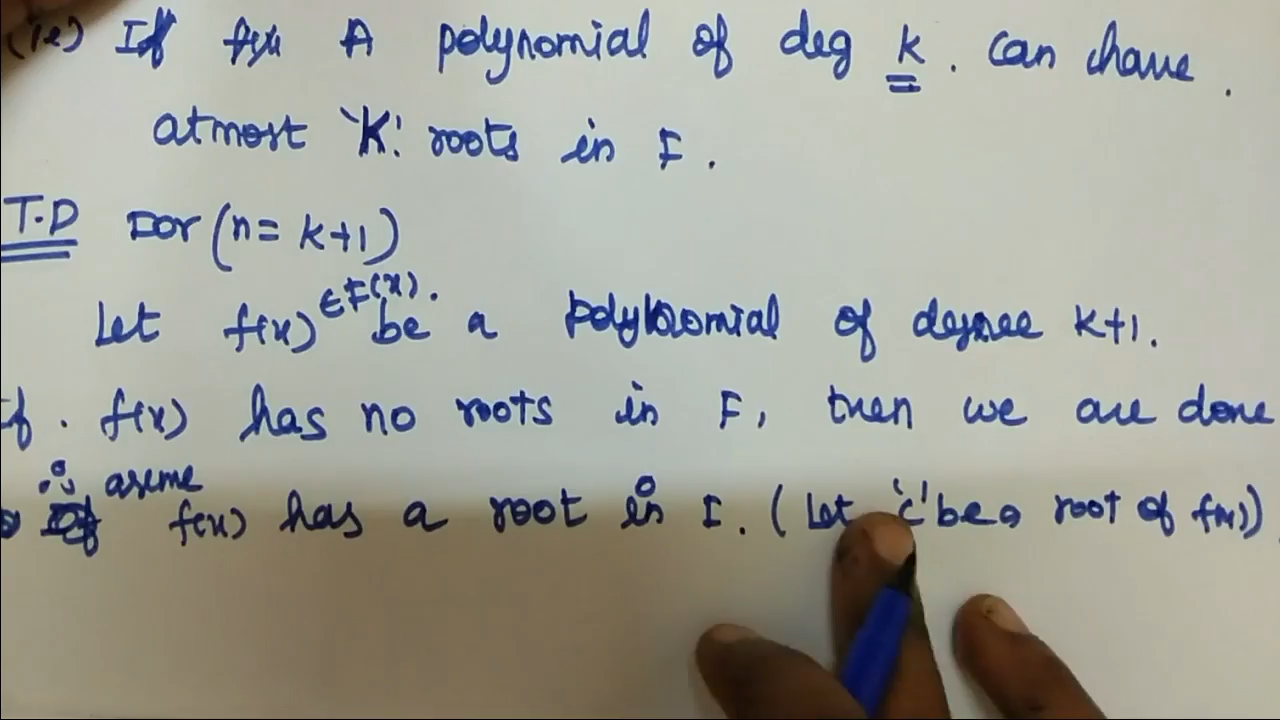 (ie) If f(x) A polynomial of deg k. can have.
atmost 'K' roots in F.
T.P For (n = k+1)
Let f(x) ∈ F(x). be a polynomial of degree k+1.
If. f(x) has no roots in F, then we are done
∴ assme f(x) has a root in F. (Let 'c' be a root of f(x))